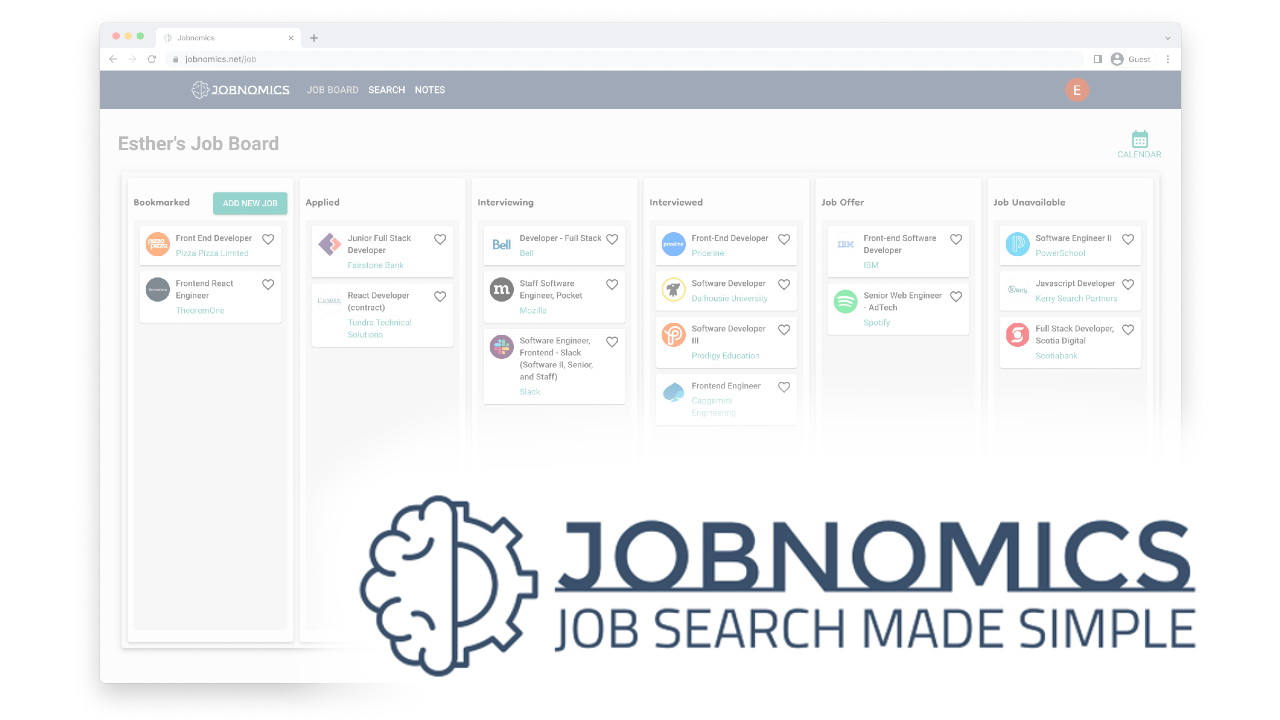 Jobnomics
jobnomics.net/job
Guest
JOBNOMICS
JOB BOARD
SEARCH
NOTES
E
Esther's Job Board
CALENDAR
Bookmarked
ADD NEW JOB
Front End Developer
Pizza Pizza Limited
Frontend React
Engineer
TheoremOne
Applied
Junior Full Stack
Developer
Fairstone Bank
React Developer
(contract)
Tundra Technical
Solutions
Interviewing
Bell
Developer - Full Stack
Bell
m
Staff Software
Engineer, Pocket
Mozilla
Software Engineer,
Frontend - Slack
(Software II, Senior,
and Staff)
Slack
Interviewed
priceline
Front-End Developer
Priceline
Software Developer
Dalhousie University
Software Developer
III
Prodigy Education
Frontend Engineer
Capgemini
Engineering
Job Offer
IBM
Front-end Software
Developer
IBM
Senior Web Engineer
- AdTech
Spotify
Job Unavailable
Software Engineer II
PowerSchool
Javascript Developer
Kerry Search Partners
Full Stack Developer,
Scotia Digital
Scotiabank
JOBNOMICS
JOB SEARCH MADE SIMPLE